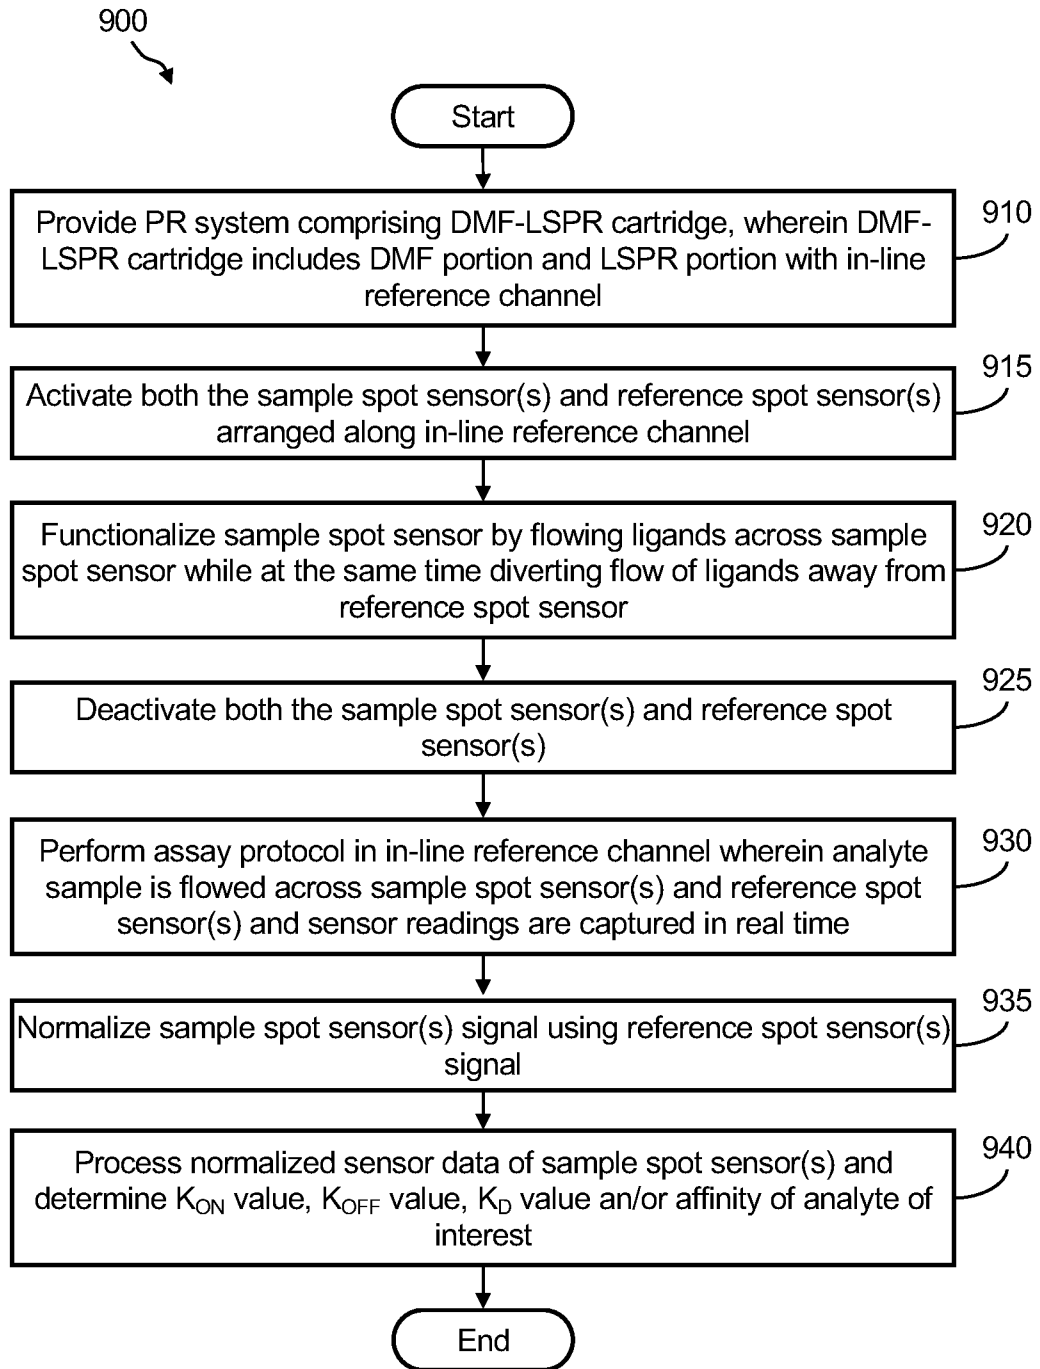 900
Start
Provide PR system comprising DMF-LSPR cartridge, wherein DMF-
LSPR cartridge includes DMF portion and LSPR portion with in-line
reference channel
910
Activate both the sample spot sensor(s) and reference spot sensor(s)
arranged along in-line reference channel
915
Functionalize sample spot sensor by flowing ligands across sample
spot sensor while at the same time diverting flow of ligands away from
reference spot sensor
920
Deactivate both the sample spot sensor(s) and reference spot
sensor(s)
925
Perform assay protocol in in-line reference channel wherein analyte
sample is flowed across sample spot sensor(s) and reference spot
sensor(s) and sensor readings are captured in real time
930
Normalize sample spot sensor(s) signal using reference spot sensor(s)
signal
935
Process normalized sensor data of sample spot sensor(s) and
determine K_ON value, K_OFF value, K_D value an/or affinity of analyte of
interest
940
End